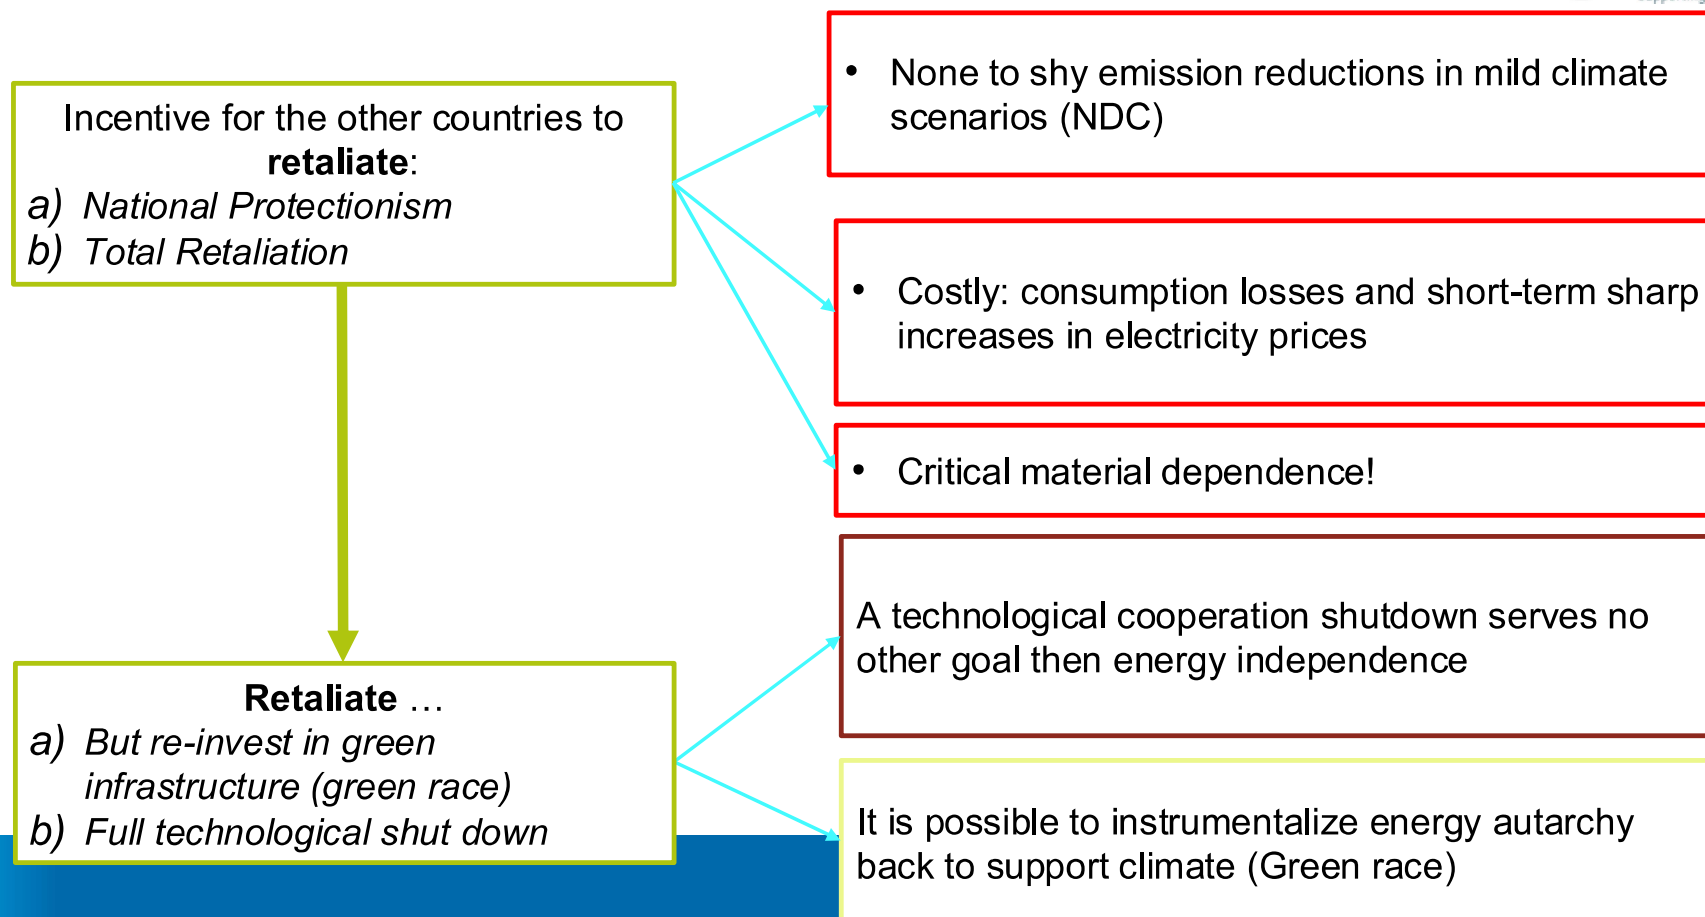 Incentive for the other countries to
retaliate:
a) National Protectionism
b) Total Retaliation
• None to shy emission reductions in mild climate
scenarios (NDC)
• Costly: consumption losses and short-term sharp
increases in electricity prices
• Critical material dependence!
Retaliate …
a) But re-invest in green
infrastructure (green race)
b) Full technological shut down
A technological cooperation shutdown serves no
other goal then energy independence
It is possible to instrumentalize energy autarchy
back to support climate (Green race)